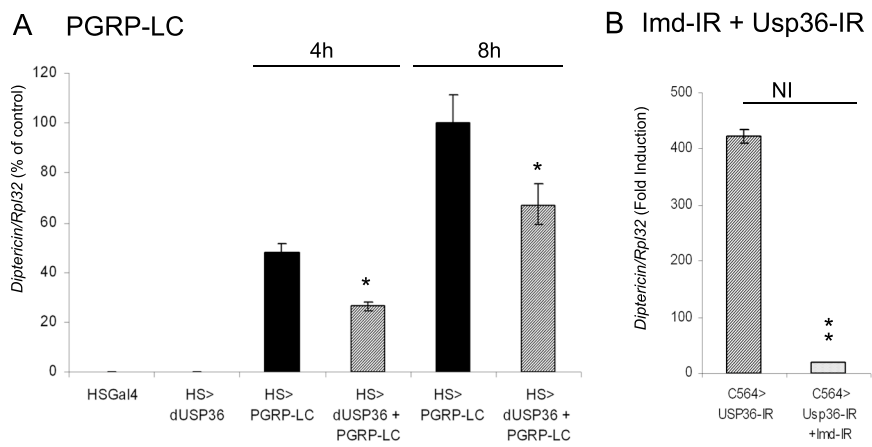 A PGRP-LC
4h 8h
Diptericin/Rpl32 (% of control)
120
100
80
60
40
20
0
*
*
HSGal4 HS> HS> HS> HS> HS>
dUSP36 PGRP-LC dUSP36 + PGRP-LC dUSP36 +
PGRP-LC PGRP-LC
B Imd-IR + Usp36-IR
NI
Diptericin/Rpl32 (Fold Induction)
500
400
300
200
100
0
*
*
C564> C564>
USP36-IR Usp36-IR
+Imd-IR